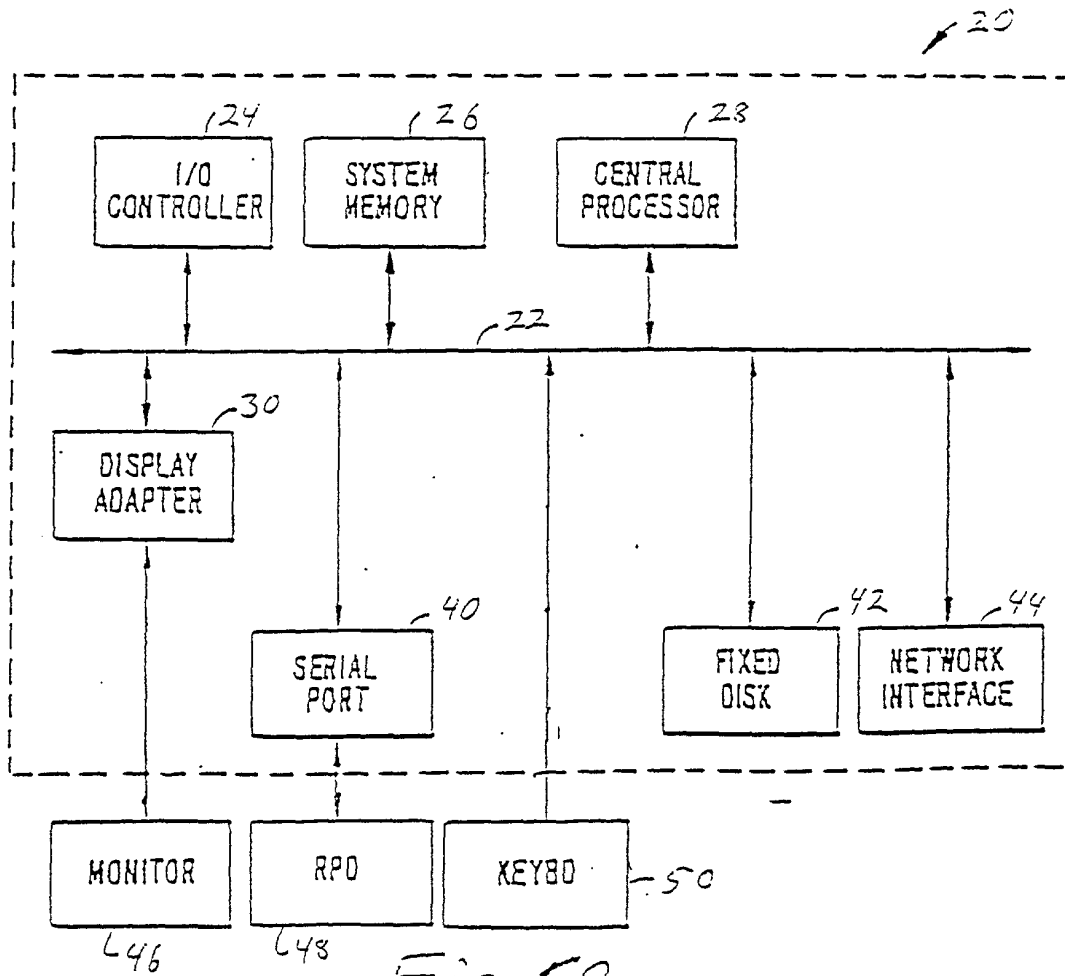 20
24
26
28
I/O
CONTROLLER
SYSTEM
MEMORY
CENTRAL
PROCESSOR
22
30
DISPLAY
ADAPTER
40
42
44
SERIAL
PORT
FIXED
DISK
NETWORK
INTERFACE
MONITOR
RPD
KEYBD
50
46
48